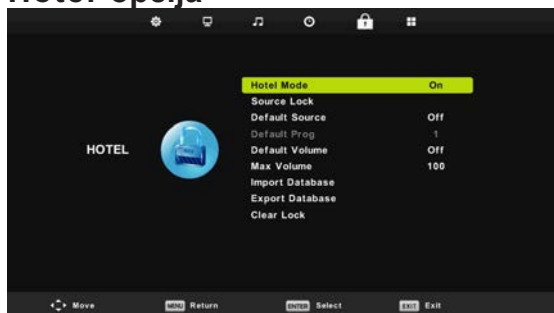 Hotel opcija
Hotel Mode On
Source Lock
Default Source Off
Default Prog 1
HOTEL
Default Volume Off
Max Volume 100
Import Database
Export Database
Clear Lock
Move MENU Return ENTER Select EXIT Exit